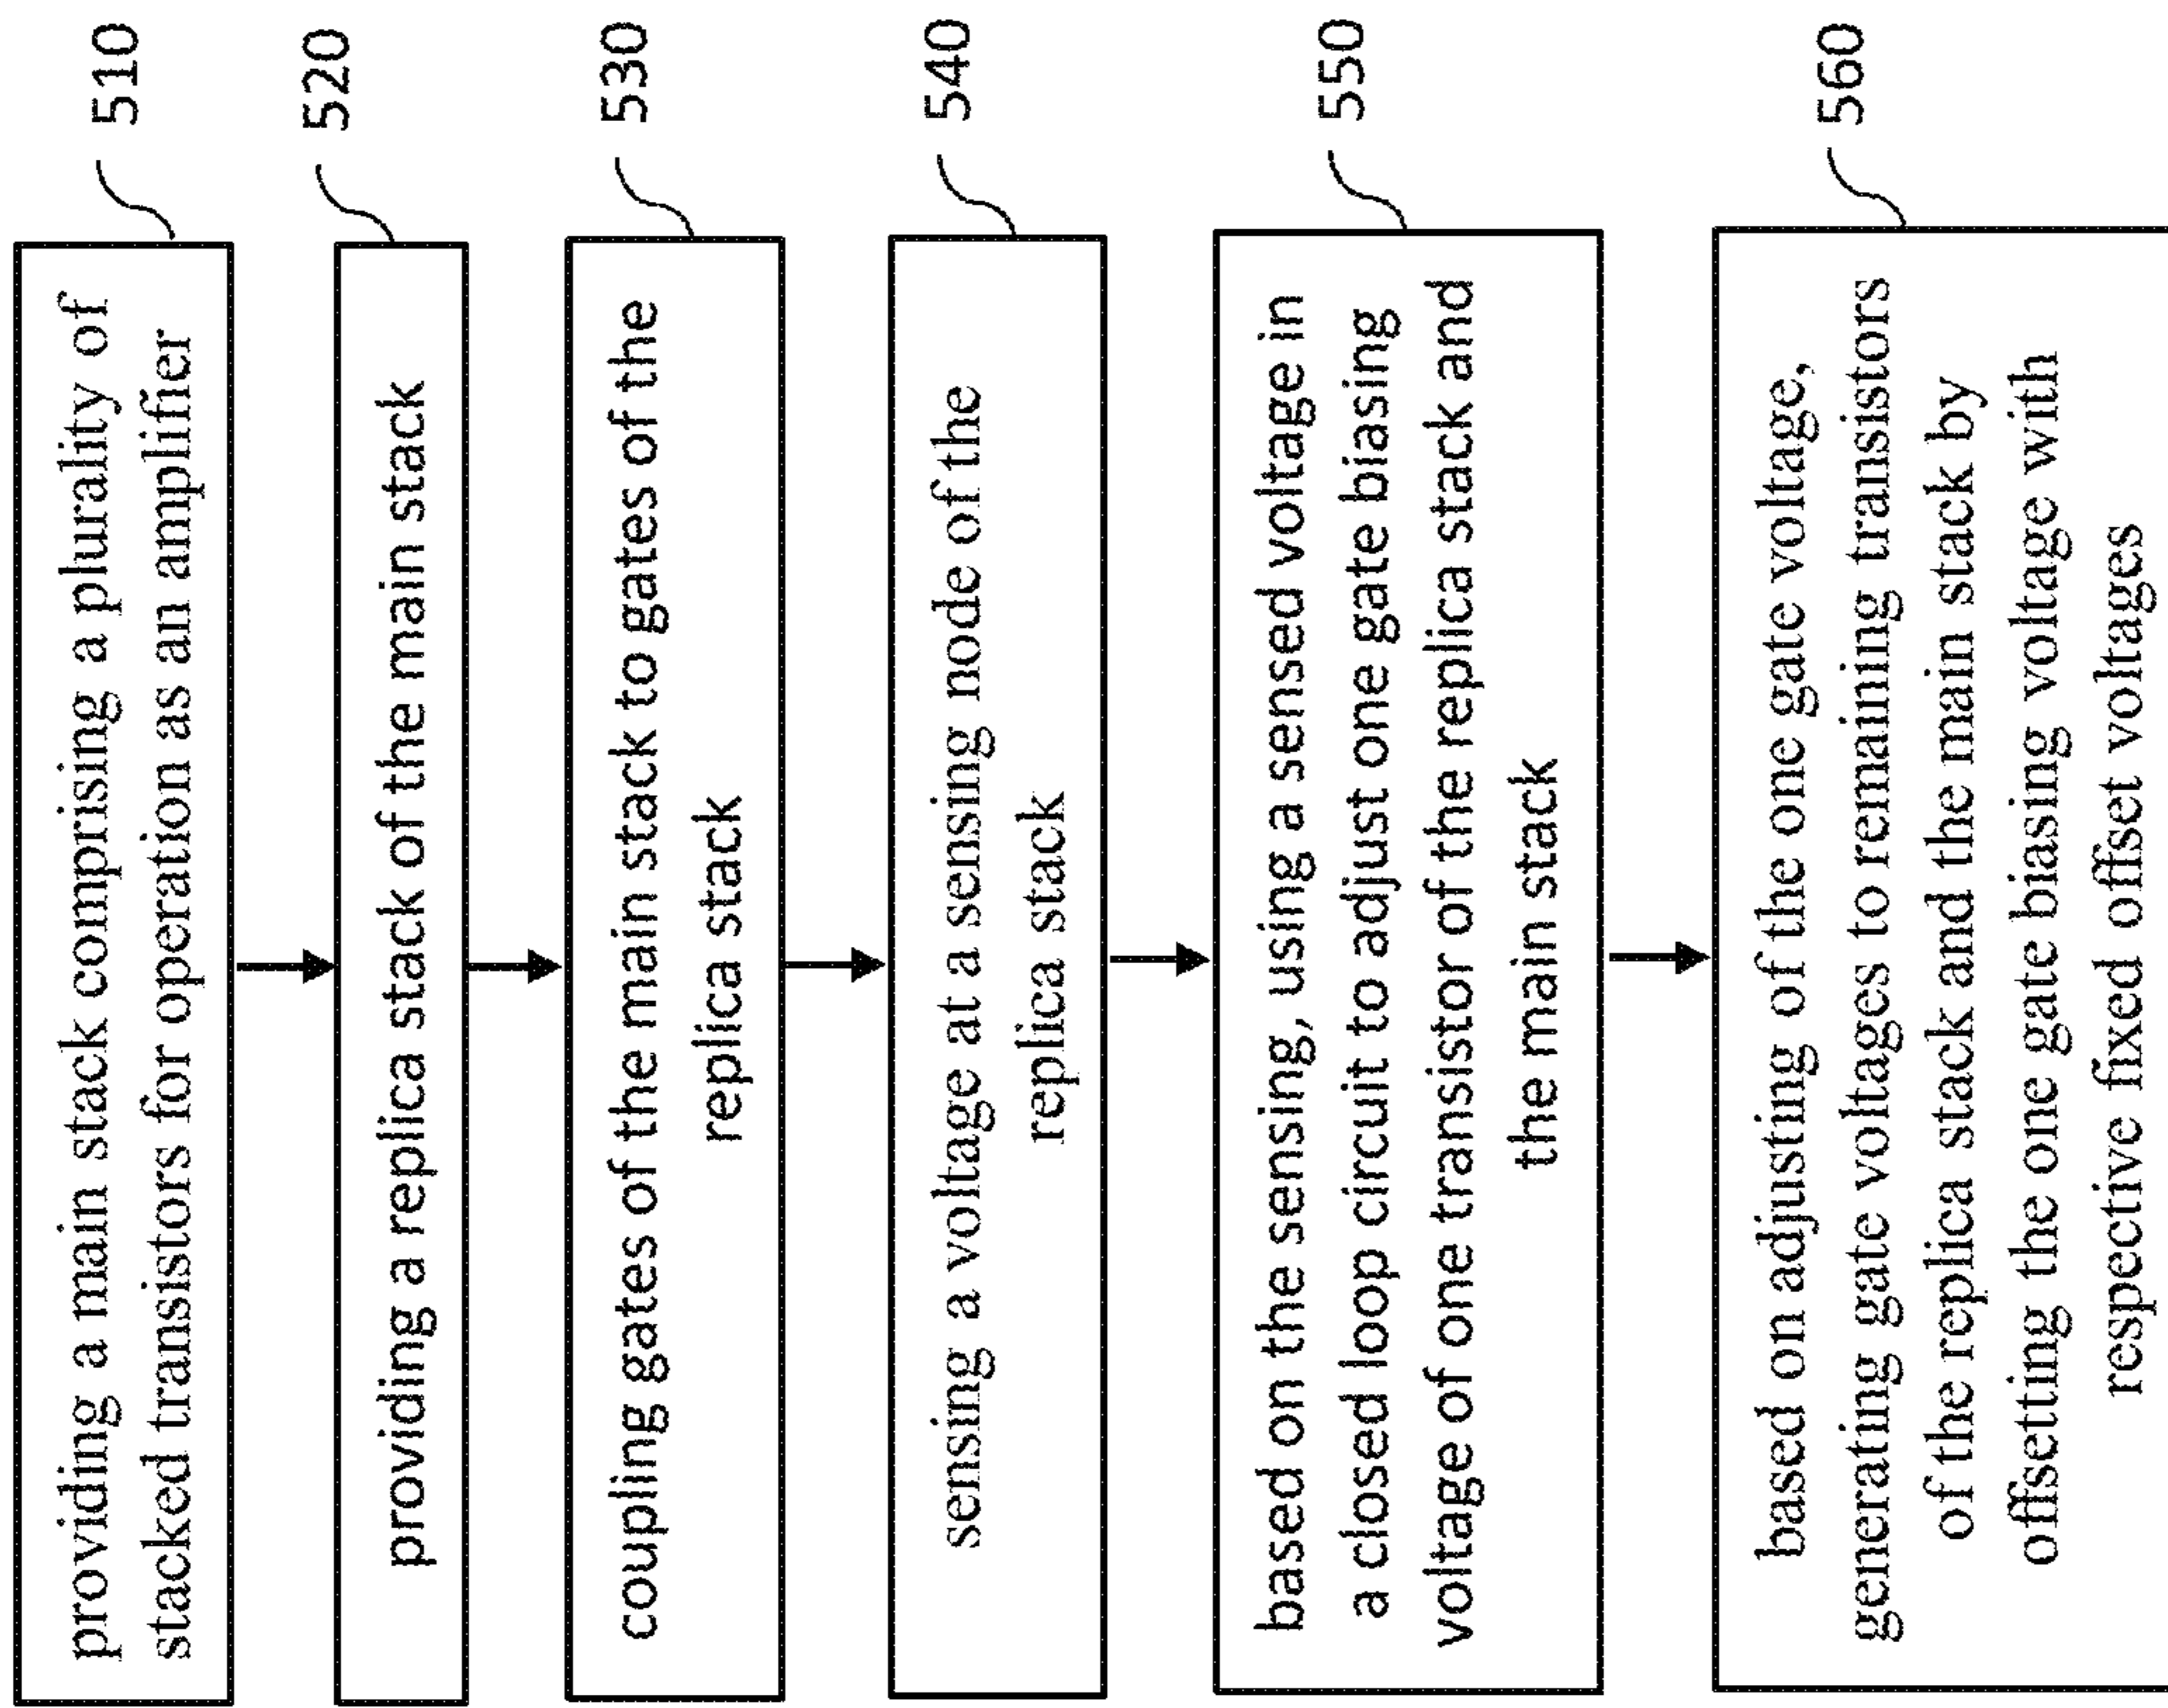 providing a main stack comprising a plurality of
stacked transistors for operation as an amplifier
510
providing a replica stack of the main stack
520
coupling gates of the main stack to gates of the
replica stack
530
sensing a voltage at a sensing node of the
replica stack
540
based on the sensing, using a sensed voltage in
a closed loop circuit to adjust one gate biasing
voltage of one transistor of the replica stack and
the main stack
550
based on adjusting of the one gate voltage,
generating gate voltages to remaining transistors
of the replica stack and the main stack by
offsetting the one gate biasing voltage with
respective fixed offset voltages
560